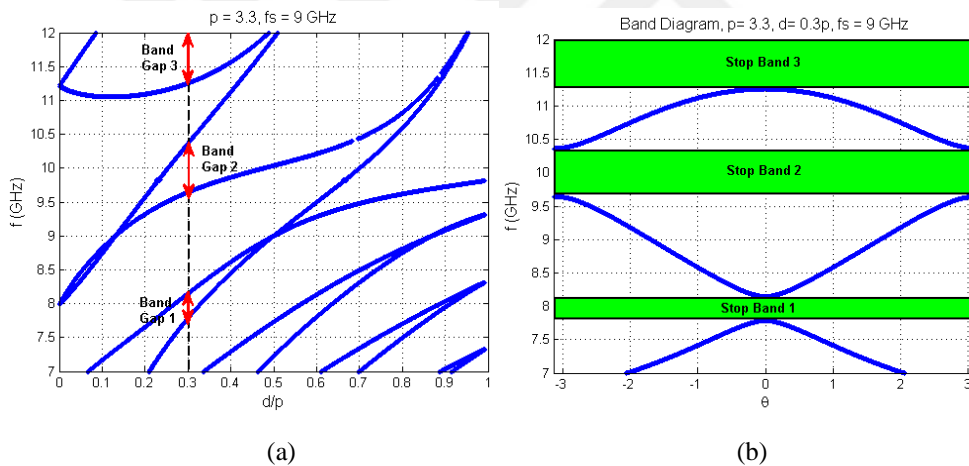 p = 3.3, fs = 9 GHz
12
11.5
11
10.5
10
9.5
9
8.5
8
7.5
7
f (GHz)
Band
Gap 3
Band
Gap 2
Band
Gap 1
0
0.1
0.2
0.3
0.4
0.5
0.6
0.7
0.8
0.9
1
d/p
(a)
Band Diagram, p= 3.3, d= 0.3p, fs = 9 GHz
12
11.5
11
10.5
10
9.5
9
8.5
8
7.5
7
f (GHz)
Stop Band 3
Stop Band 2
Stop Band 1
-3
-2
-1
0
1
2
3
θ
(b)